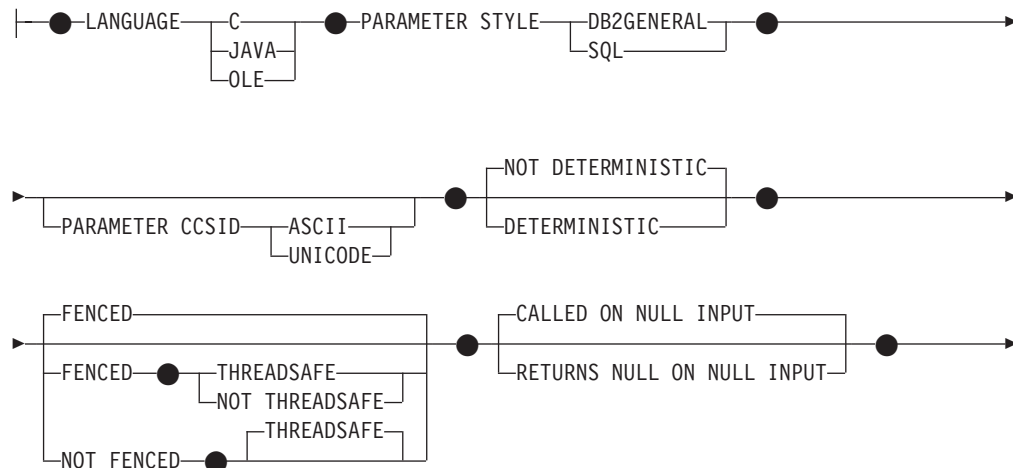 LANGUAGE C PARAMETER STYLE DB2GENERAL
JAVA SQL
OLE
NOT DETERMINISTIC
PARAMETER CCSID ASCII DETERMINISTIC
UNICODE
FENCED CALLED ON NULL INPUT
FENCED THREADSAFE RETURNS NULL ON NULL INPUT
NOT THREADSAFE
THREADSAFE
NOT FENCED